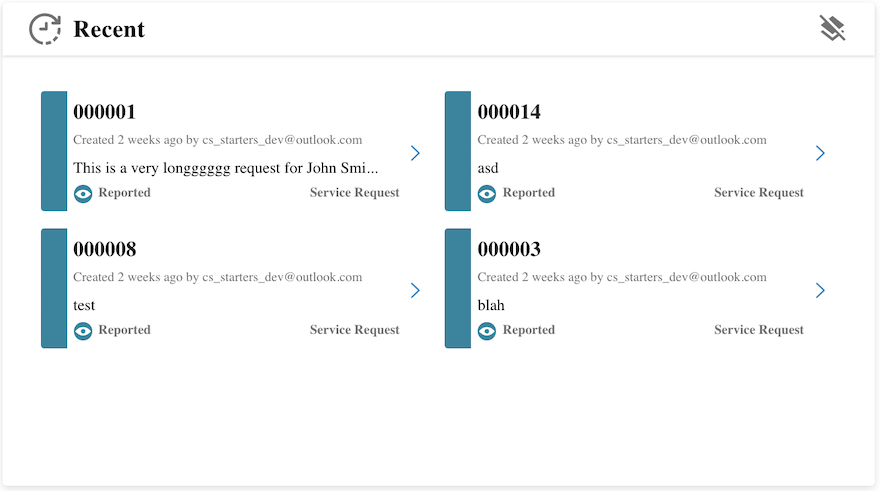 Recent
000001
Created 2 weeks ago by cs_starters_dev@outlook.com
This is a very longggggg request for John Smi...
Reported Service Request
000014
Created 2 weeks ago by cs_starters_dev@outlook.com
asd
Reported Service Request
000008
Created 2 weeks ago by cs_starters_dev@outlook.com
test
Reported Service Request
000003
Created 2 weeks ago by cs_starters_dev@outlook.com
blah
Reported Service Request